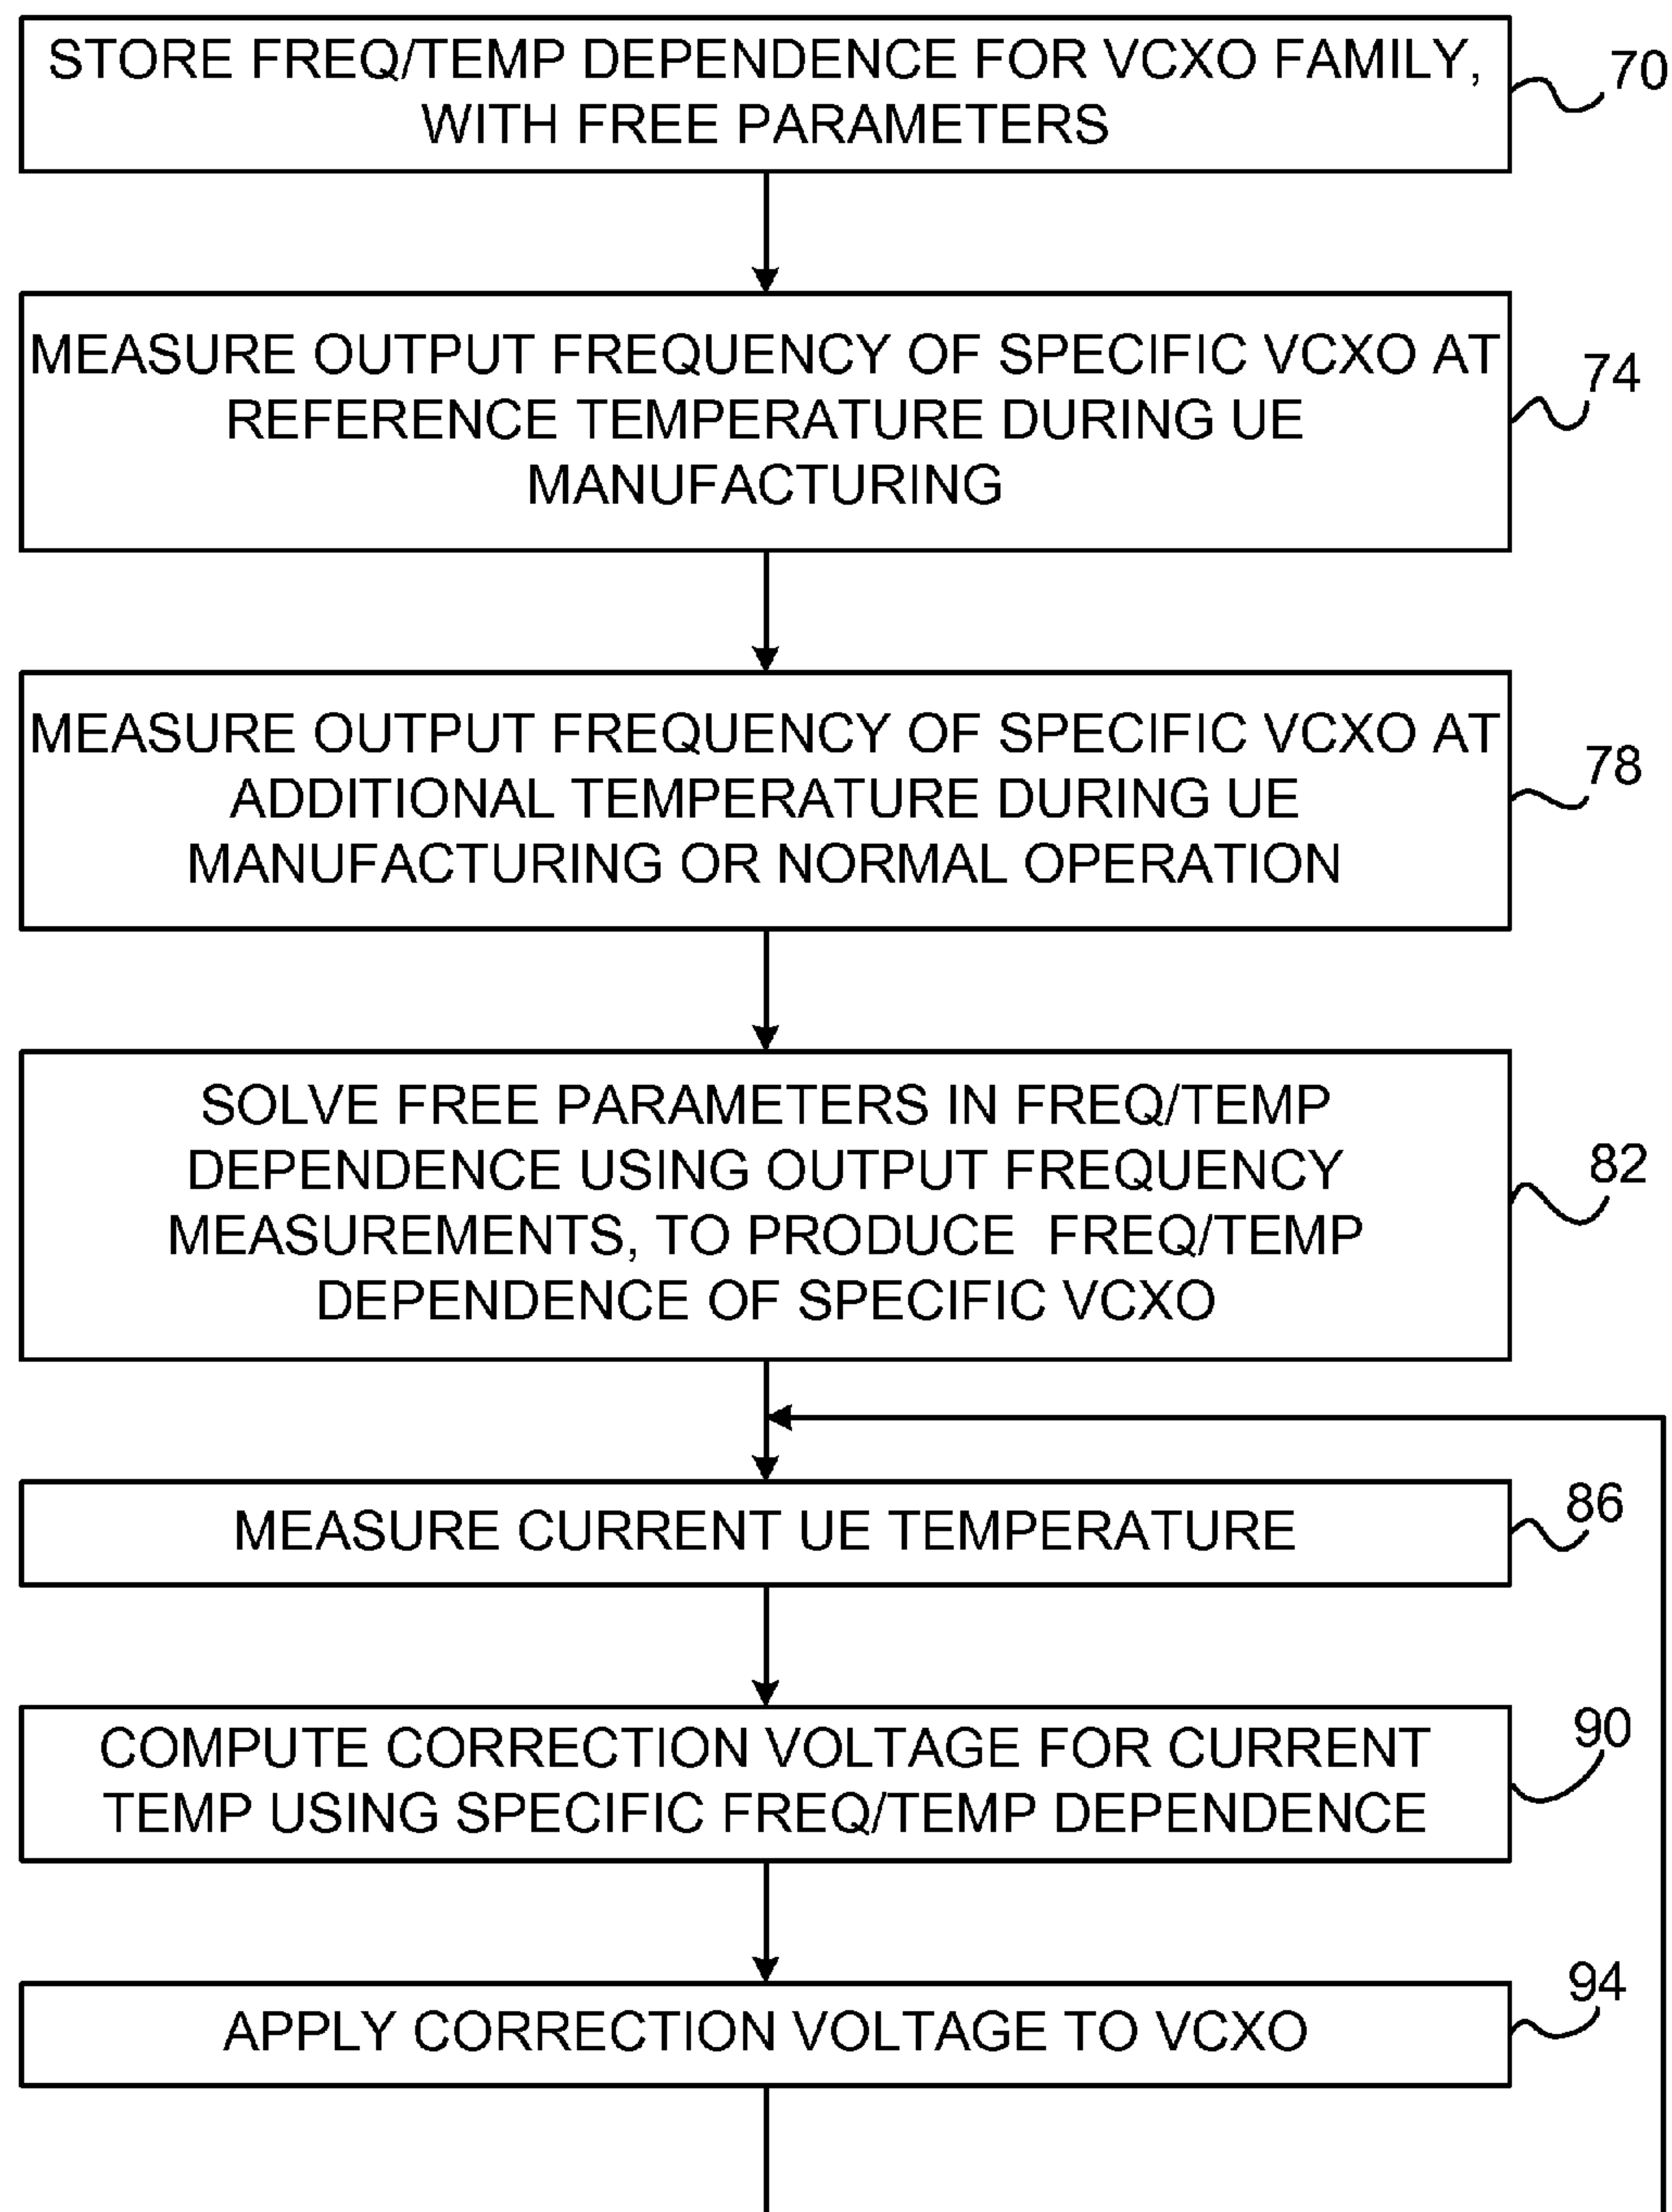 STORE FREQ/TEMP DEPENDENCE FOR VCXO FAMILY,
WITH FREE PARAMETERS
70
MEASURE OUTPUT FREQUENCY OF SPECIFIC VCXO AT
REFERENCE TEMPERATURE DURING UE
MANUFACTURING
74
MEASURE OUTPUT FREQUENCY OF SPECIFIC VCXO AT
ADDITIONAL TEMPERATURE DURING UE
MANUFACTURING OR NORMAL OPERATION
78
SOLVE FREE PARAMETERS IN FREQ/TEMP
DEPENDENCE USING OUTPUT FREQUENCY
MEASUREMENTS, TO PRODUCE FREQ/TEMP
DEPENDENCE OF SPECIFIC VCXO
82
MEASURE CURRENT UE TEMPERATURE
86
COMPUTE CORRECTION VOLTAGE FOR CURRENT
TEMP USING SPECIFIC FREQ/TEMP DEPENDENCE
90
APPLY CORRECTION VOLTAGE TO VCXO
94